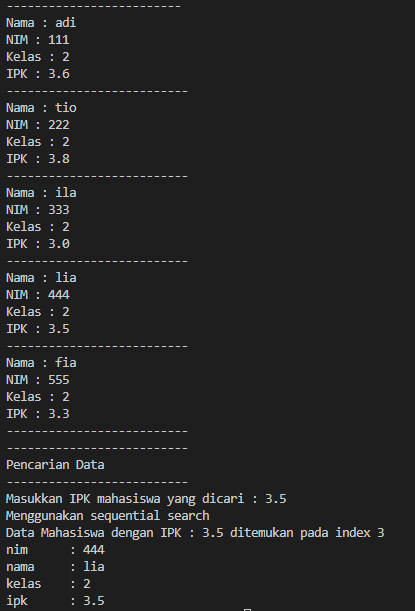 -------------------------
Nama : adi
NIM : 111
Kelas : 2
IPK : 3.6
--------------------------
Nama : tio
NIM : 222
Kelas : 2
IPK : 3.8
--------------------------
Nama : ila
NIM : 333
Kelas : 2
IPK : 3.0
--------------------------
Nama : lia
NIM : 444
Kelas : 2
IPK : 3.5
--------------------------
Nama : fia
NIM : 555
Kelas : 2
IPK : 3.3
--------------------------
--------------------------
Pencarian Data
--------------------------
Masukkan IPK mahasiswa yang dicari : 3.5
Menggunakan sequential search
Data Mahasiswa dengan IPK : 3.5 ditemukan pada index 3
nim      : 444
nama     : lia
kelas    : 2
ipk      : 3.5